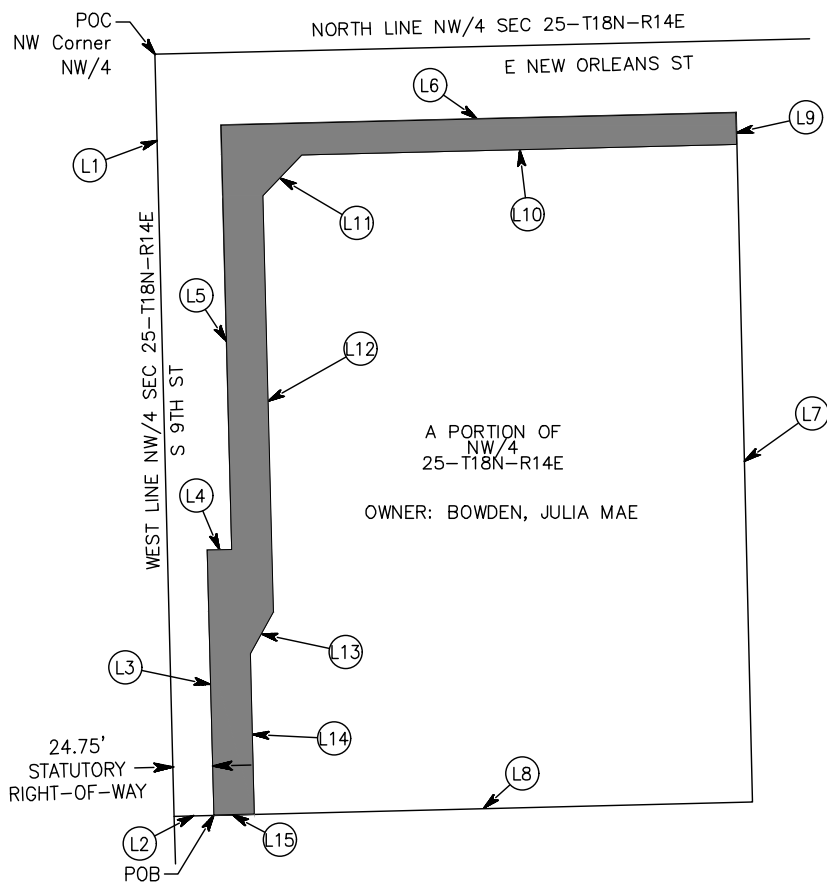 POC
NW Corner
NW/4
NORTH LINE NW/4 SEC 25-T18N-R14E
E NEW ORLEANS ST
L6
L9
L1
L11
L10
WEST LINE NW/4 SEC 25-T18N-R14E
S 9TH ST
L5
L12
L7
A PORTION OF
NW/4
25-T18N-R14E
L4
OWNER: BOWDEN, JULIA MAE
L13
L3
L14
24.75'
STATUTORY
RIGHT-OF-WAY
L8
L2
L15
POB